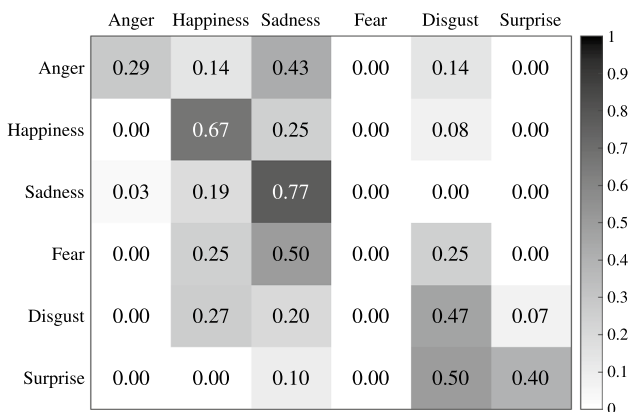 Anger Happiness Sadness Fear Disgust Surprise
Anger 0.29 0.14 0.43 0.00 0.14 0.00
Happiness 0.00 0.67 0.25 0.00 0.08 0.00
Sadness 0.03 0.19 0.77 0.00 0.00 0.00
Fear 0.00 0.25 0.50 0.00 0.25 0.00
Disgust 0.00 0.27 0.20 0.00 0.47 0.07
Surprise 0.00 0.00 0.10 0.00 0.50 0.40
1
0.9
0.8
0.7
0.6
0.5
0.4
0.3
0.2
0.1
0